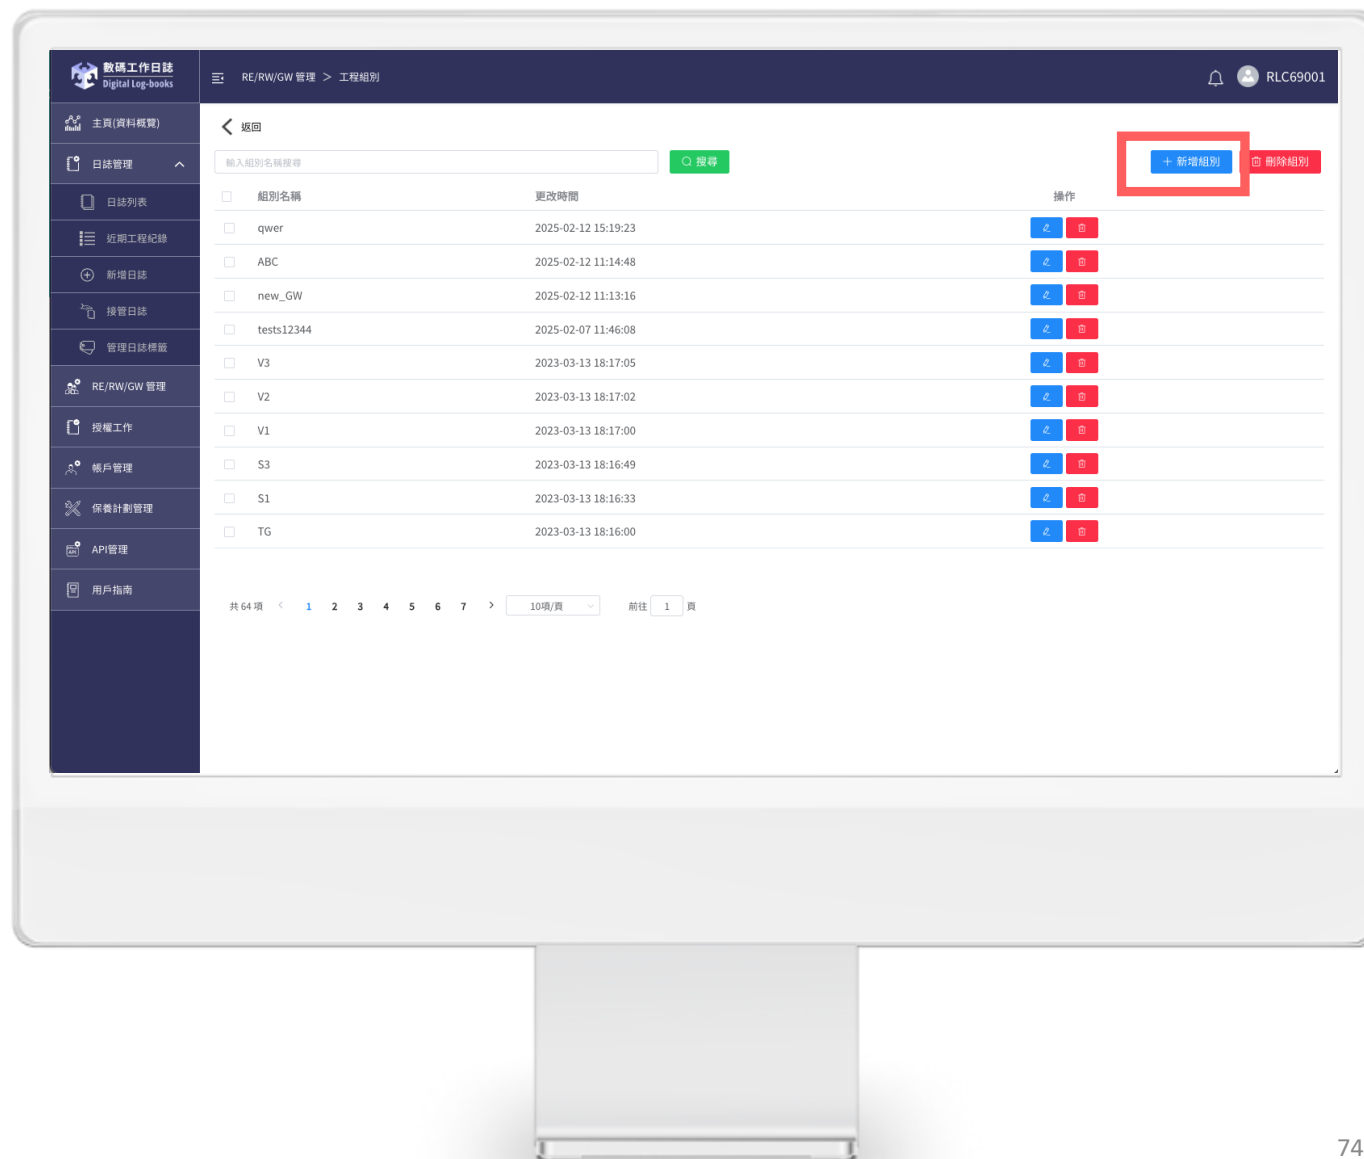 數碼工作日誌
Digital Log-books
RE/RW/GW 管理 > 工程組別
RLC69001
主頁(資料概覽)
日誌管理
日誌列表
近期工程紀錄
新增日誌
接管日誌
管理日誌標籤
RE/RW/GW 管理
授權工作
帳戶管理
保養計劃管理
API管理
用戶指南
返回
輸入組別名稱搜尋
搜尋
+ 新增組別
刪除組別
組別名稱 更改時間 操作
qwer 2025-02-12 15:19:23
ABC 2025-02-12 11:14:48
new_GW 2025-02-12 11:13:16
tests12344 2025-02-07 11:46:08
V3 2023-03-13 18:17:05
V2 2023-03-13 18:17:02
V1 2023-03-13 18:17:00
S3 2023-03-13 18:16:49
S1 2023-03-13 18:16:33
TG 2023-03-13 18:16:00
共 64 項 < 1 2 3 4 5 6 7 > 10項/頁 前往 1 頁
74